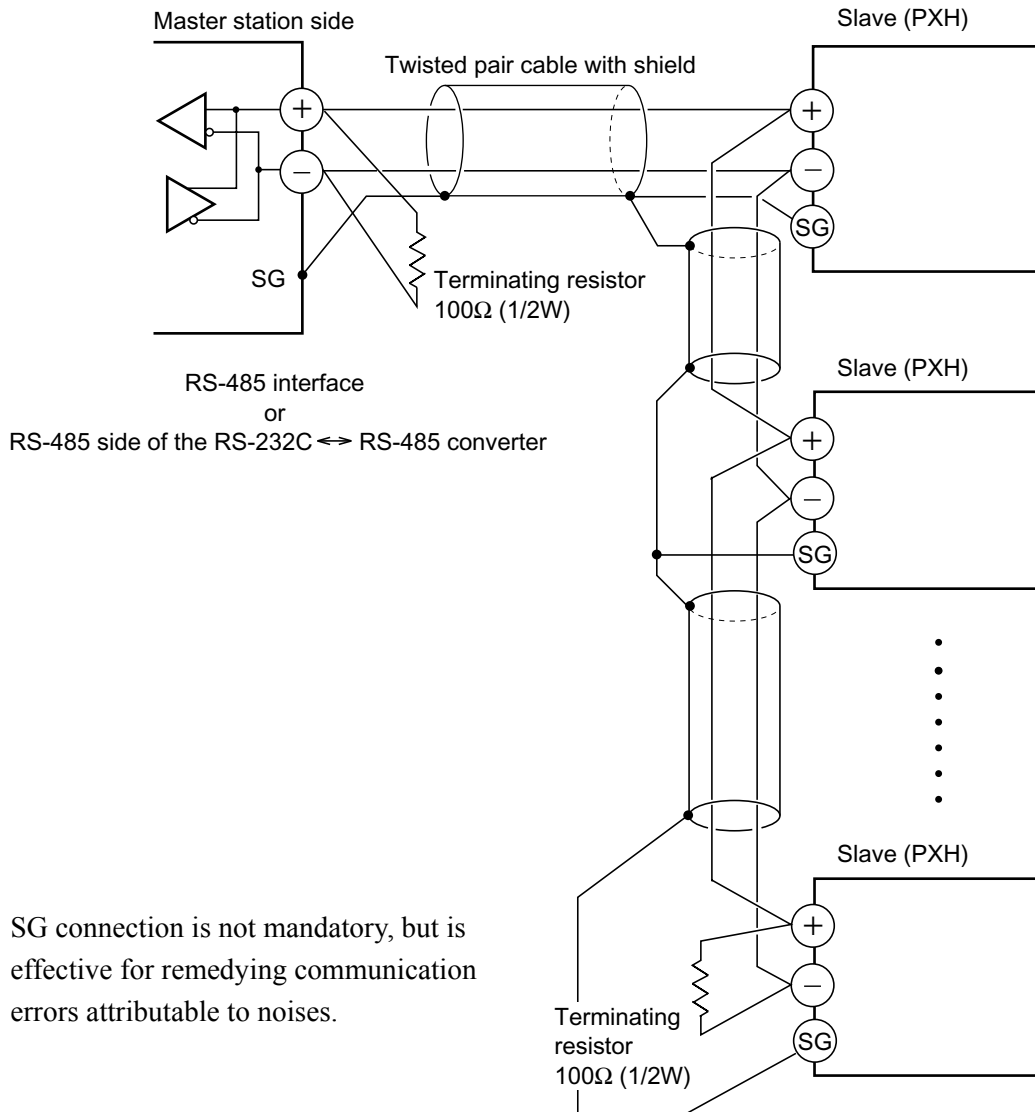 Master station side
Slave (PXH)
Twisted pair cable with shield
+
−
SG
+
−
SG
Terminating resistor
100Ω (1/2W)
RS-485 interface
or
RS-485 side of the RS-232C ↔ RS-485 converter
Slave (PXH)
+
−
SG
Slave (PXH)
+
−
SG
SG connection is not mandatory, but is
effective for remedying communication
errors attributable to noises.
Terminating
resistor
100Ω (1/2W)